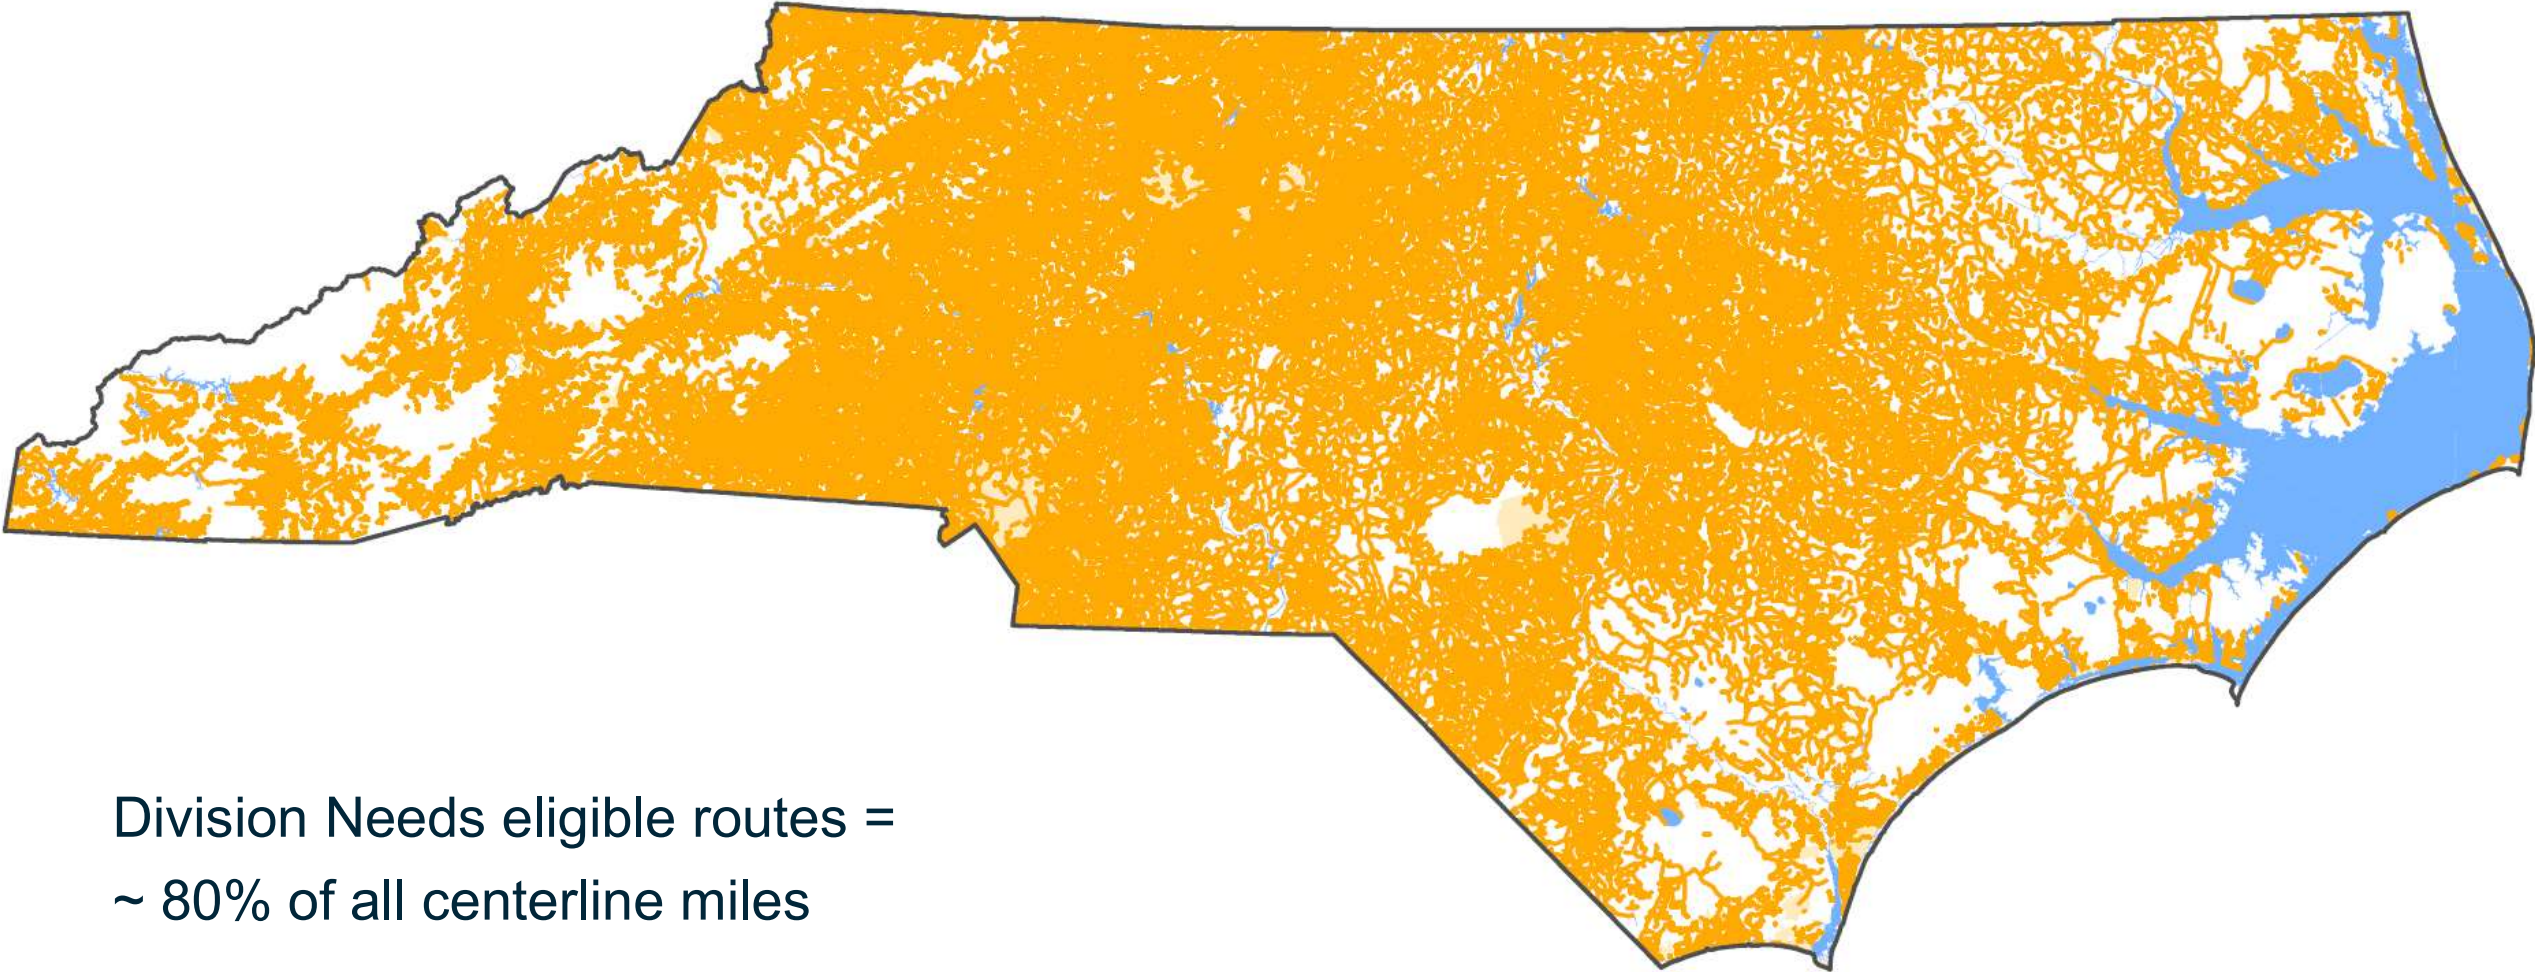 Division Needs eligible routes =
~ 80% of all centerline miles